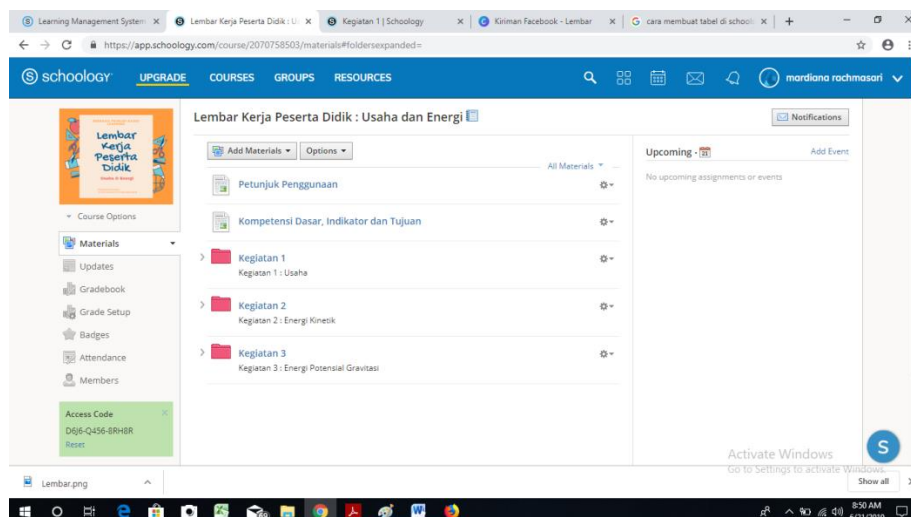 Learning Management System
Lembar Kerja Peserta Didik : U
Kegiatan 1 | Schoology
Kiriman Facebook - Lembar
cara membuat tabel di schoolo
https://app.schoology.com/course/2070758503/materials#foldersexpanded=
S schoology
UPGRADE
COURSES
GROUPS
RESOURCES
mardiana rochmasari
Lembar
Kerja
Peserta
Didik
Course Options
Materials
Updates
Gradebook
Grade Setup
Badges
Attendance
Members
Access Code
D6J6-Q456-8RH8R
Reset
Lembar Kerja Peserta Didik : Usaha dan Energi
Notifications
Add Materials
Options
All Materials
Petunjuk Penggunaan
Kompetensi Dasar, Indikator dan Tujuan
Kegiatan 1
Kegiatan 1 : Usaha
Kegiatan 2
Kegiatan 2 : Energi Kinetik
Kegiatan 3
Kegiatan 3 : Energi Potensial Gravitasi
Upcoming · 21
Add Event
No upcoming assignments or events
S
Activate Windows
Go to Settings to activate Windows.
Lembar.png
Show all
8:50 AM